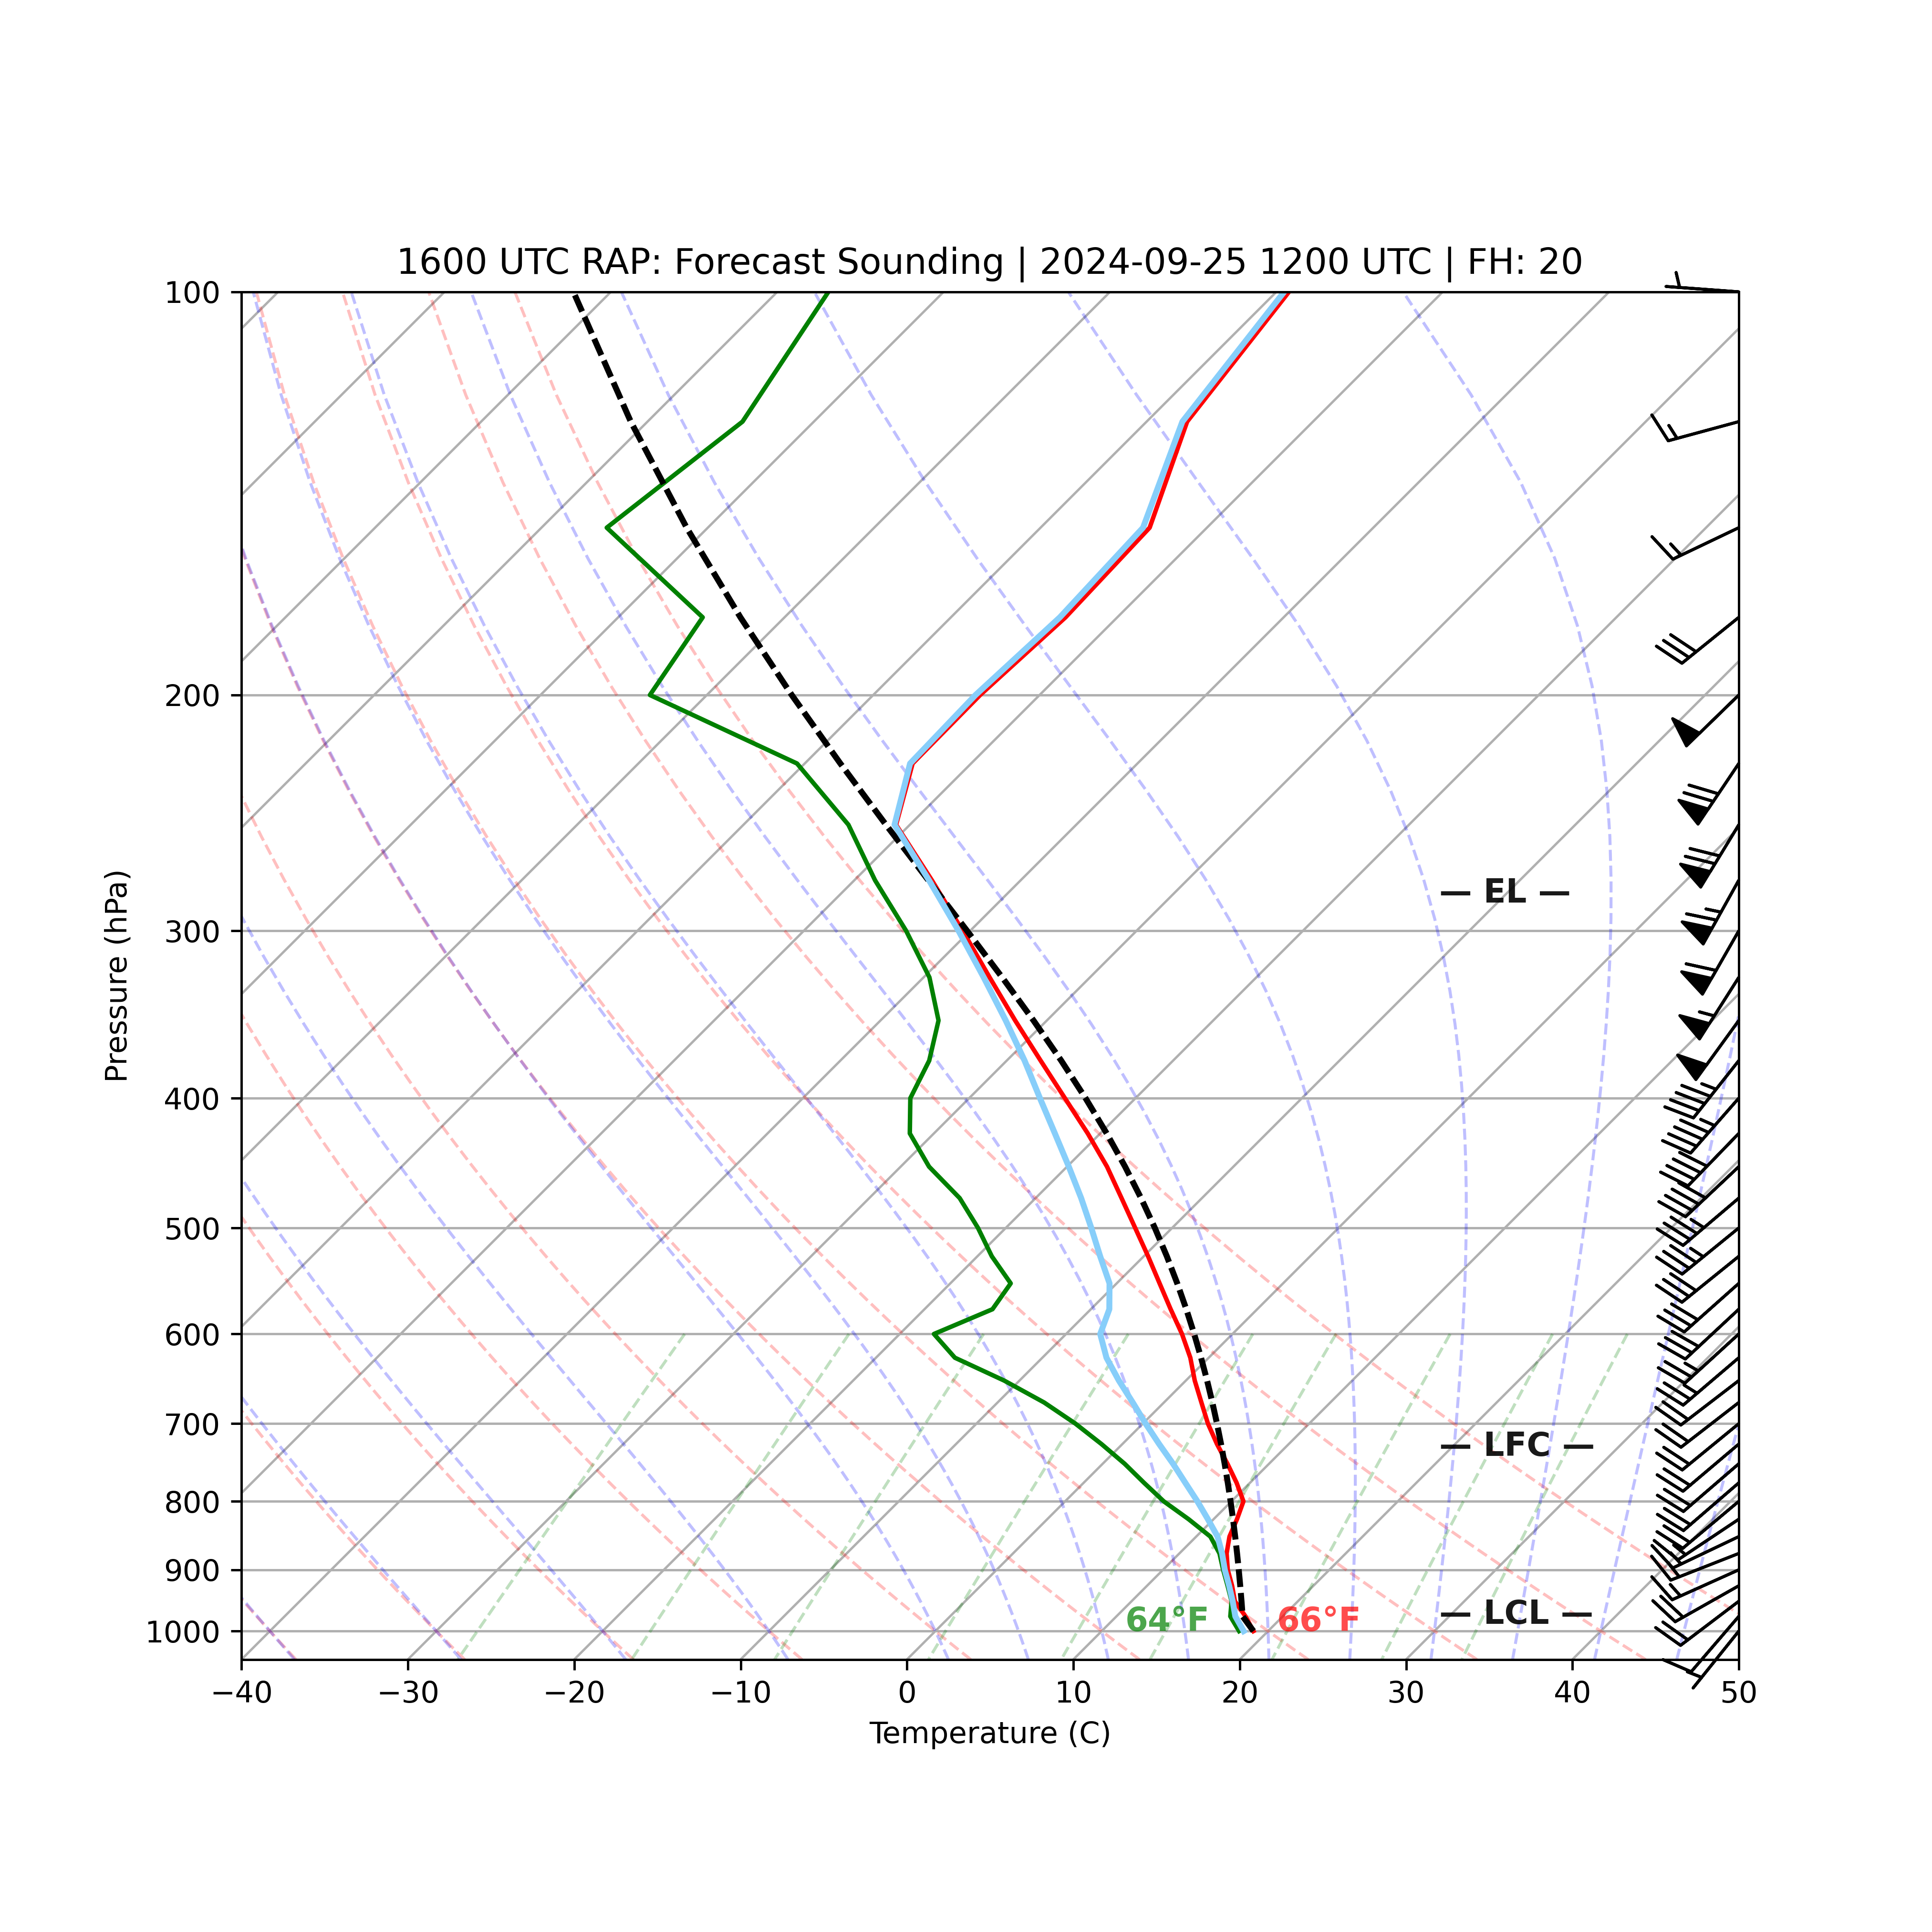 1600 UTC RAP: Forecast Sounding | 2024-09-25 1200 UTC | FH: 20
100
200
300
400
500
600
700
800
900
1000
Pressure (hPa)
— EL —
— LFC —
— LCL —
64°F
66°F
−40
−30
−20
−10
0
10
20
30
40
50
Temperature (C)